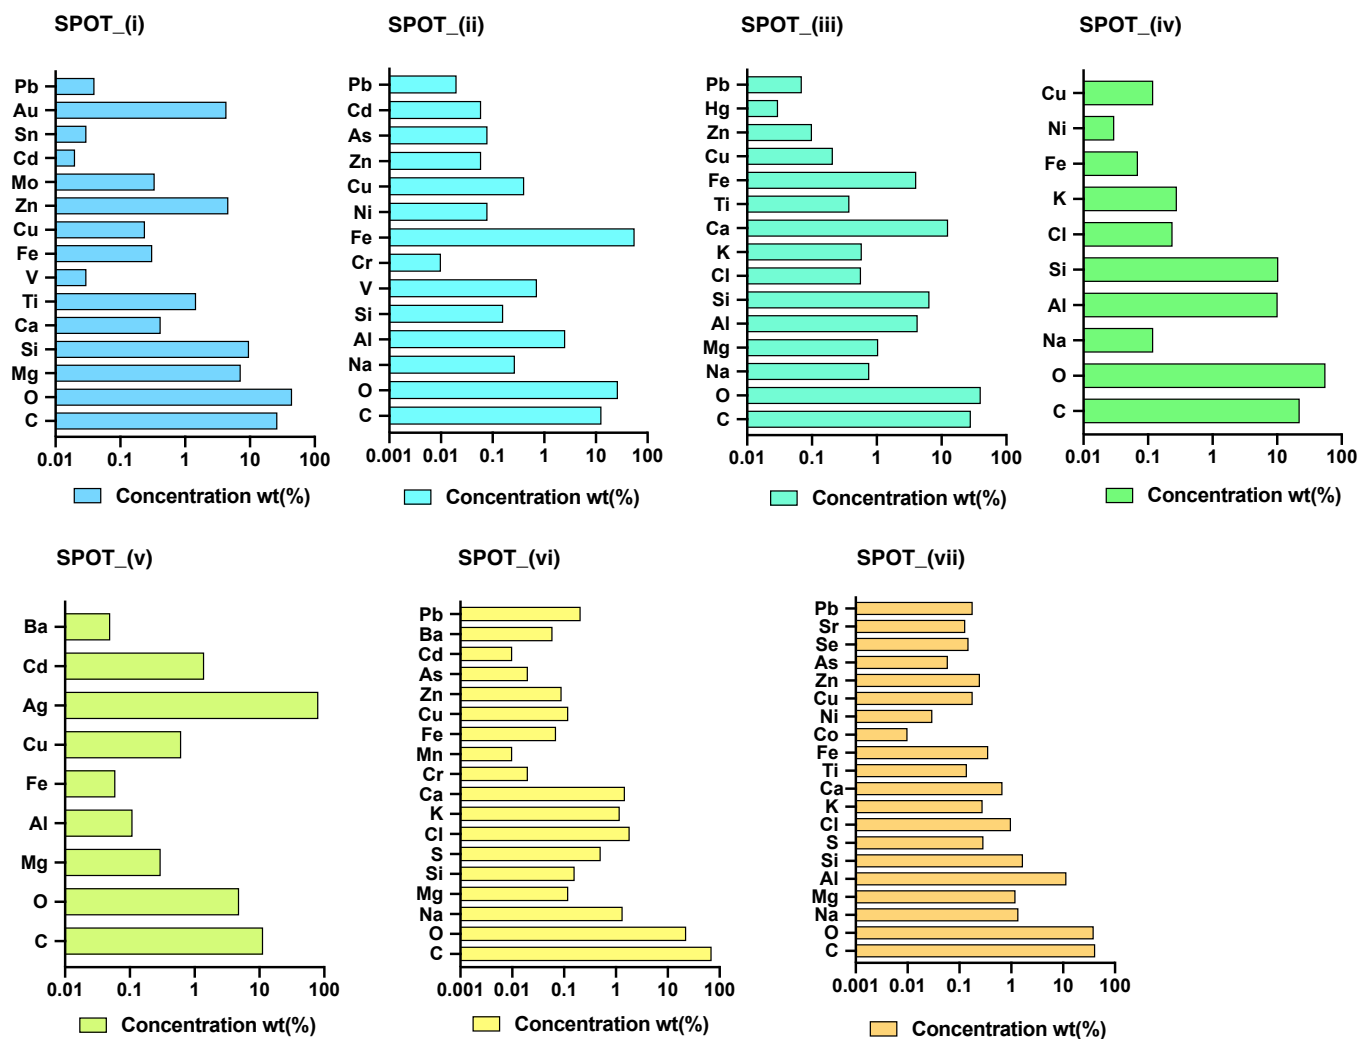 SPOT_(i)
Pb
Au
Sn
Cd
Mo
Zn
Cu
Fe
V
Ti
Ca
Si
Mg
O
C
0.01 0.1 1 10 100
Concentration wt(%)
SPOT_(ii)
Pb
Cd
As
Zn
Cu
Ni
Fe
Cr
V
Si
Al
Na
O
C
0.001 0.01 0.1 1 10 100
Concentration wt(%)
SPOT_(iii)
Pb
Hg
Zn
Cu
Fe
Ti
Ca
K
Cl
Si
Al
Mg
Na
O
C
0.01 0.1 1 10 100
Concentration wt(%)
SPOT_(iv)
Cu
Ni
Fe
K
Cl
Si
Al
Na
O
C
0.01 0.1 1 10 100
Concentration wt(%)
SPOT_(v)
Ba
Cd
Ag
Cu
Fe
Al
Mg
O
C
0.01 0.1 1 10 100
Concentration wt(%)
SPOT_(vi)
Pb
Ba
Cd
As
Zn
Cu
Fe
Mn
Cr
Ca
K
Cl
S
Si
Mg
Na
O
C
0.001 0.01 0.1 1 10 100
Concentration wt(%)
SPOT_(vii)
Pb
Sr
Se
As
Zn
Cu
Ni
Co
Fe
Ti
Ca
K
Cl
S
Si
Al
Mg
Na
O
C
0.001 0.01 0.1 1 10 100
Concentration wt(%)